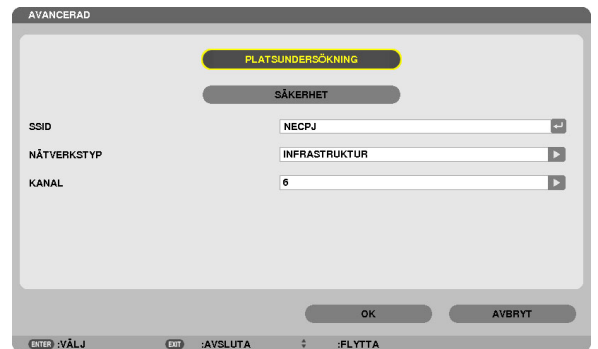 AVANCERAD
PLATSUNDERSÖKNING
SÄKERHET
SSID NECPJ
NÄTVERKSTYP INFRASTRUKTUR
KANAL 6
OK AVBRYT
ENTER :VÄLJ EXIT :AVSLUTA :FLYTTA